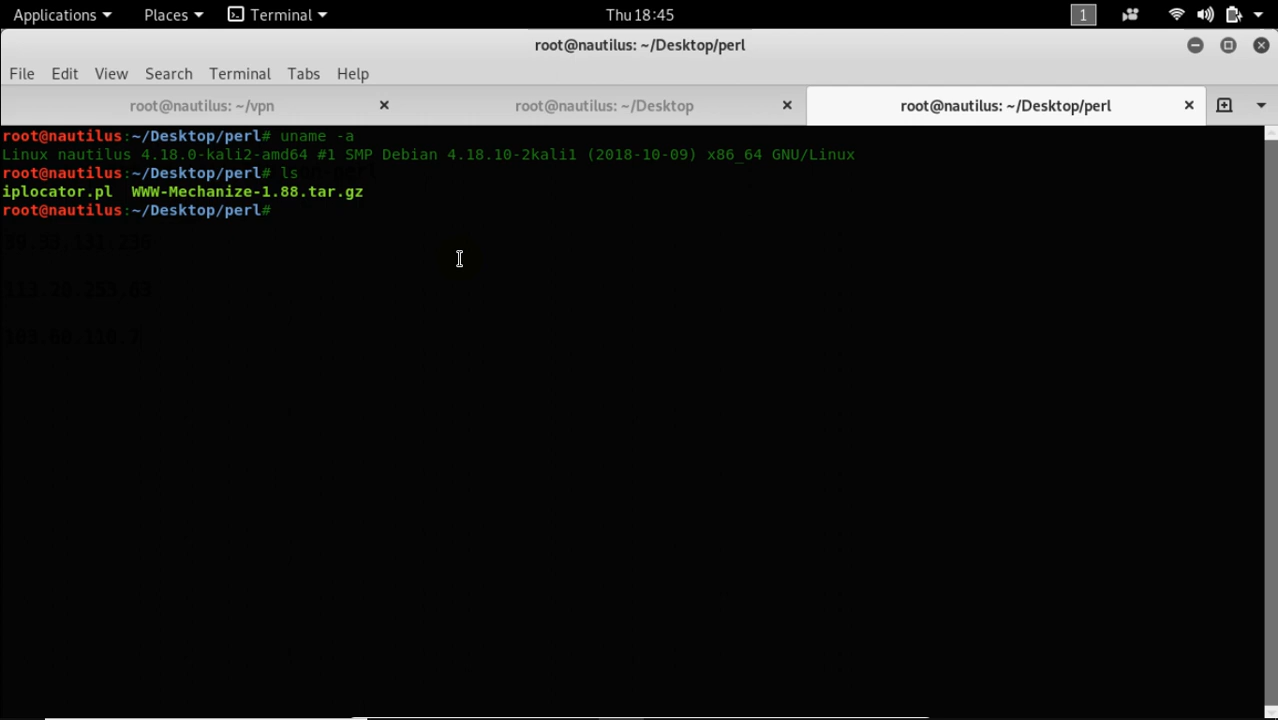 Applications Places Terminal Thu 18:45 1
root@nautilus: ~/Desktop/perl
File Edit View Search Terminal Tabs Help
root@nautilus: ~/vpn root@nautilus: ~/Desktop root@nautilus: ~/Desktop/perl
root@nautilus:~/Desktop/perl# uname -a
Linux nautilus 4.18.0-kali2-amd64 #1 SMP Debian 4.18.10-2kali1 (2018-10-09) x86_64 GNU/Linux
root@nautilus:~/Desktop/perl# ls
iplocator.pl WWW-Mechanize-1.88.tar.gz
root@nautilus:~/Desktop/perl#